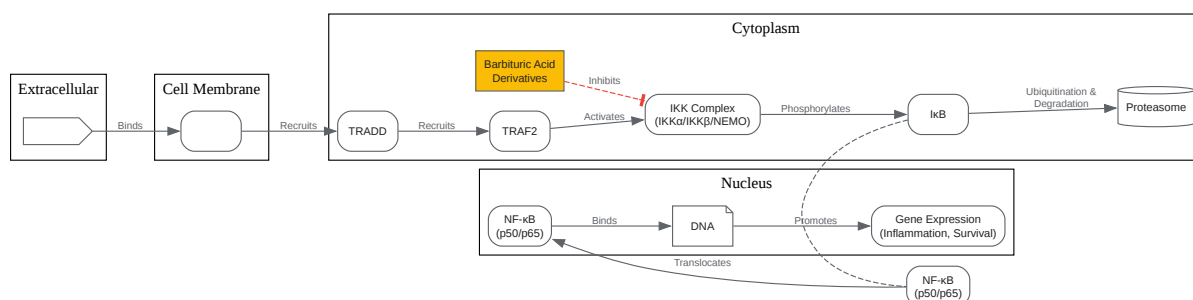 Cytoplasm
Extracellular
Cell Membrane
Barbituric Acid
Derivatives
Inhibits
Binds
Recruits
TRADD
Recruits
TRAF2
Activates
IKK Complex
(IKKα/IKKβ/NEMO)
Phosphorylates
IκB
Ubiquitination &
Degradation
Proteasome
Nucleus
NF-κB
(p50/p65)
Binds
DNA
Promotes
Gene Expression
(Inflammation, Survival)
Translocates
NF-κB
(p50/p65)